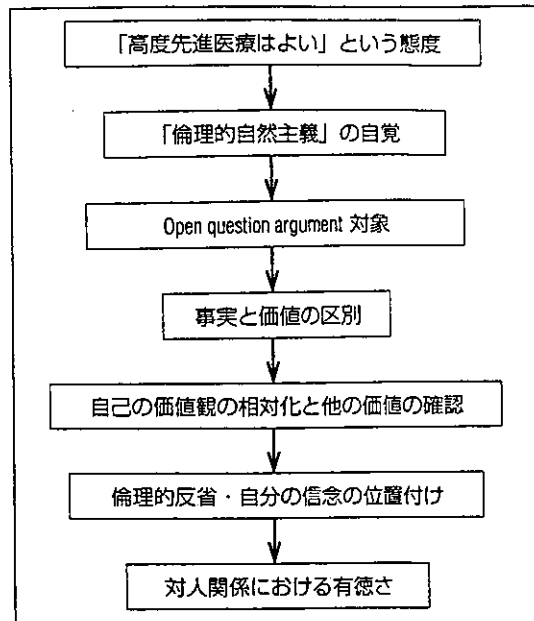 「高度先進医療はよい」という態度
「倫理的自然主義」の自覚
Open question argument 対象
事実と価値の区別
自己の価値観の相対化と他の価値の確認
倫理的反省・自分の信念の位置付け
対人関係における有徳さ